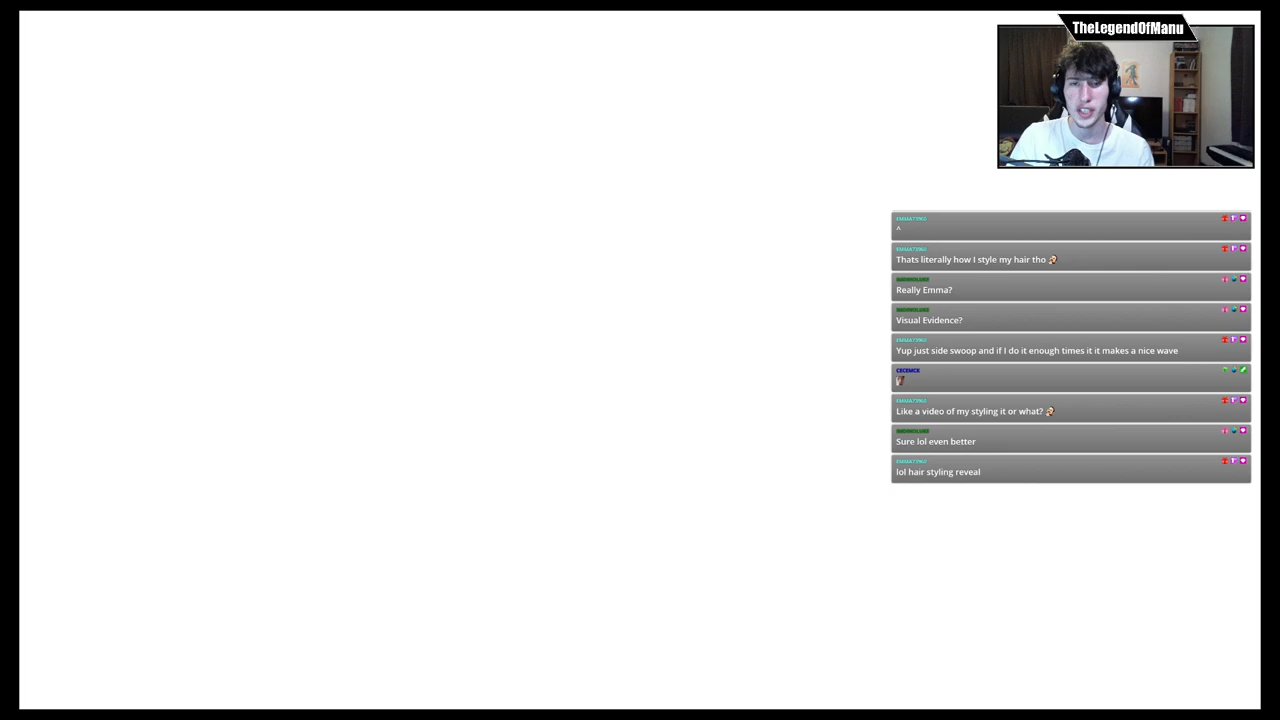 TheLegendOfManu
EMMA73960
^
Thats literally how I style my hair tho
Really Emma?
Visual Evidence?
Yup just side swoop and if I do it enough times it it makes a nice wave
CECEMCK
Like a video of my styling it or what?
Sure lol even better
lol hair styling reveal